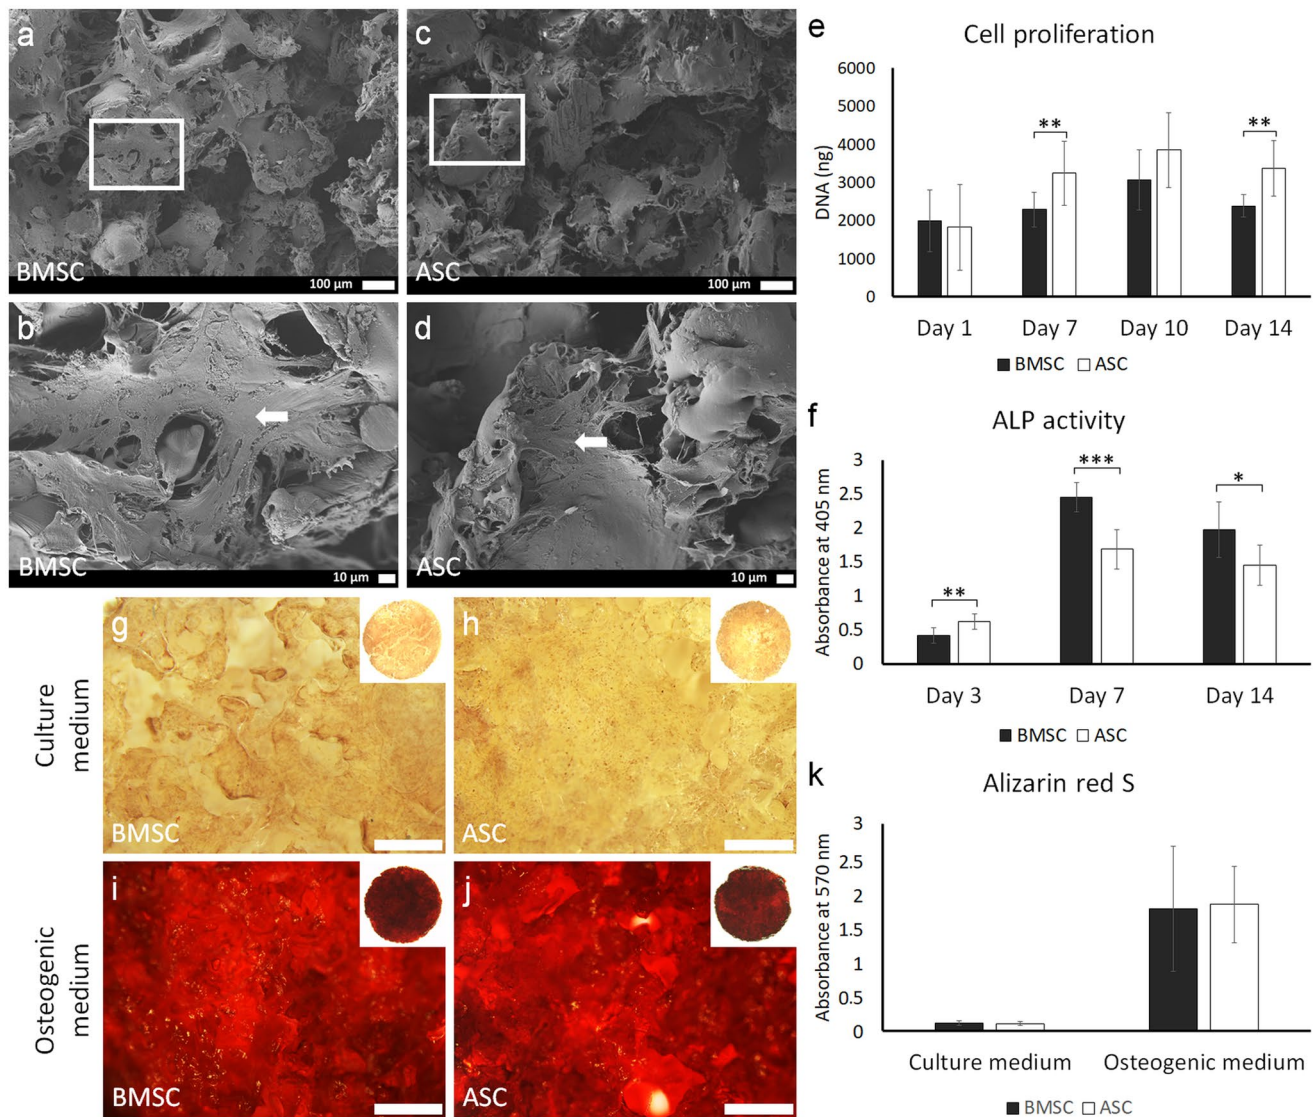 a
BMSC
100 µm
c
ASC
100 µm
b
BMSC
10 µm
d
ASC
10 µm
e
Cell proliferation
DNA (ng)
6000
5000
4000
3000
2000
1000
0
**
**
Day 1
Day 7
Day 10
Day 14
BMSC
ASC
f
ALP activity
Absorbance at 405 nm
3
2.5
2
1.5
1
0.5
0
**
***
*
Day 3
Day 7
Day 14
BMSC
ASC
Culture
medium
g
BMSC
h
ASC
Osteogenic
medium
i
BMSC
j
ASC
k
Alizarin red S
Absorbance at 570 nm
3
2.5
2
1.5
1
0.5
0
Culture medium
Osteogenic medium
BMSC
ASC